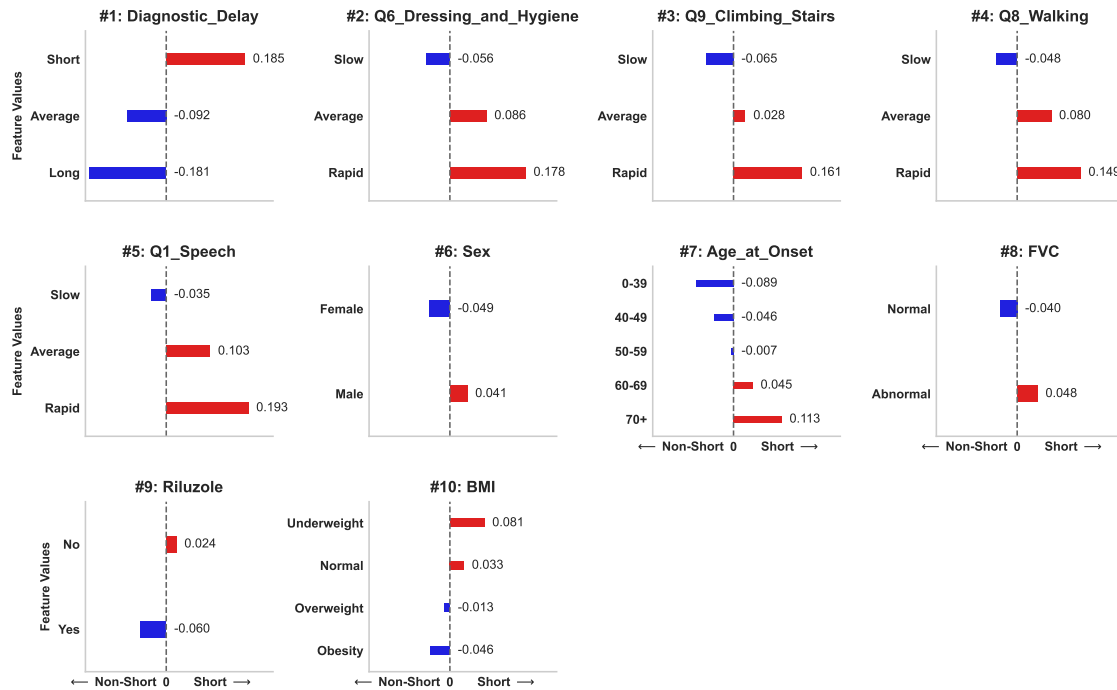 #1: Diagnostic_Delay
Feature Values
Short
0.185
Average
-0.092
Long
-0.181
#2: Q6_Dressing_and_Hygiene
Slow
-0.056
Average
0.086
Rapid
0.178
#3: Q9_Climbing_Stairs
Slow
-0.065
Average
0.028
Rapid
0.161
#4: Q8_Walking
Slow
-0.048
Average
0.080
Rapid
0.149
#5: Q1_Speech
Feature Values
Slow
-0.035
Average
0.103
Rapid
0.193
#6: Sex
Female
-0.049
Male
0.041
#7: Age_at_Onset
0-39
-0.089
40-49
-0.046
50-59
-0.007
60-69
0.045
70+
0.113
← Non-Short 0 Short →
#8: FVC
Normal
-0.040
Abnormal
0.048
← Non-Short 0 Short →
#9: Riluzole
Feature Values
No
0.024
Yes
-0.060
← Non-Short 0 Short →
#10: BMI
Underweight
0.081
Normal
0.033
Overweight
-0.013
Obesity
-0.046
← Non-Short 0 Short →